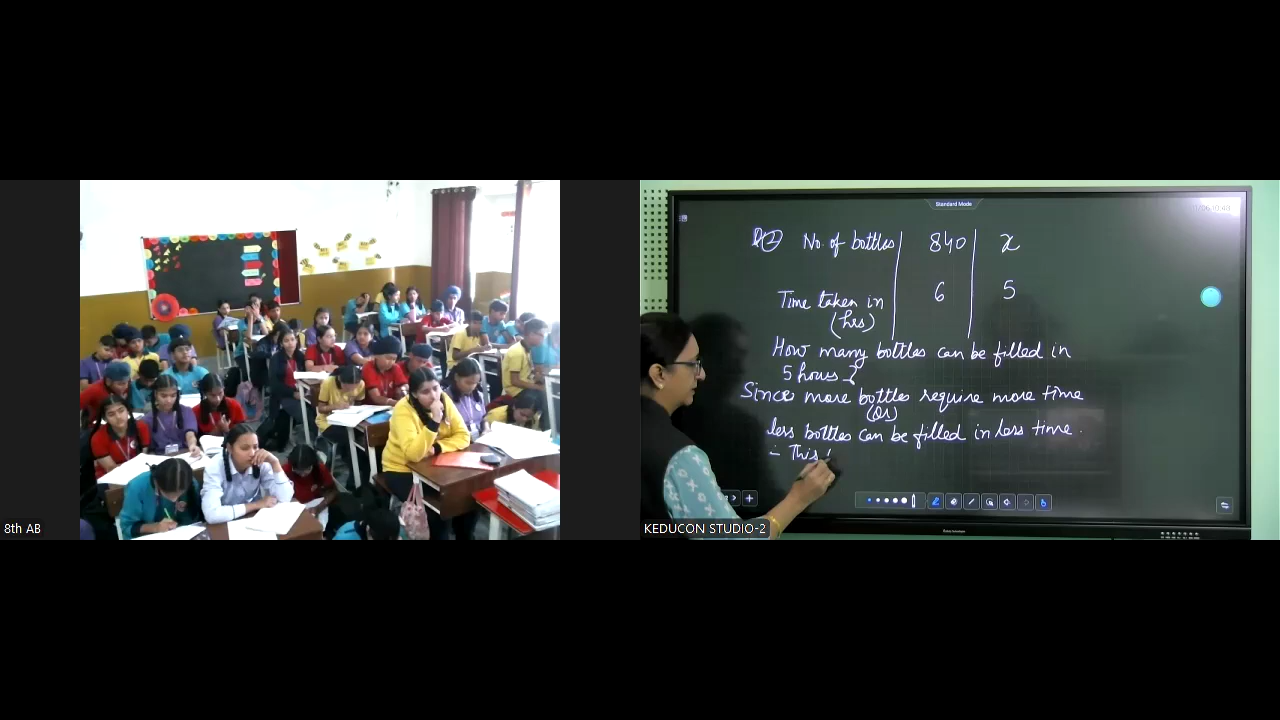 Standard Mode
Q(2) No. of bottles 840 x
Time taken in 6 5
(hrs)
How many bottles can be filled in
5 hours ?
Since more bottles require more time
(Or)
less bottles can be filled in less time.
- This
8th AB
KEDUCON STUDIO-2